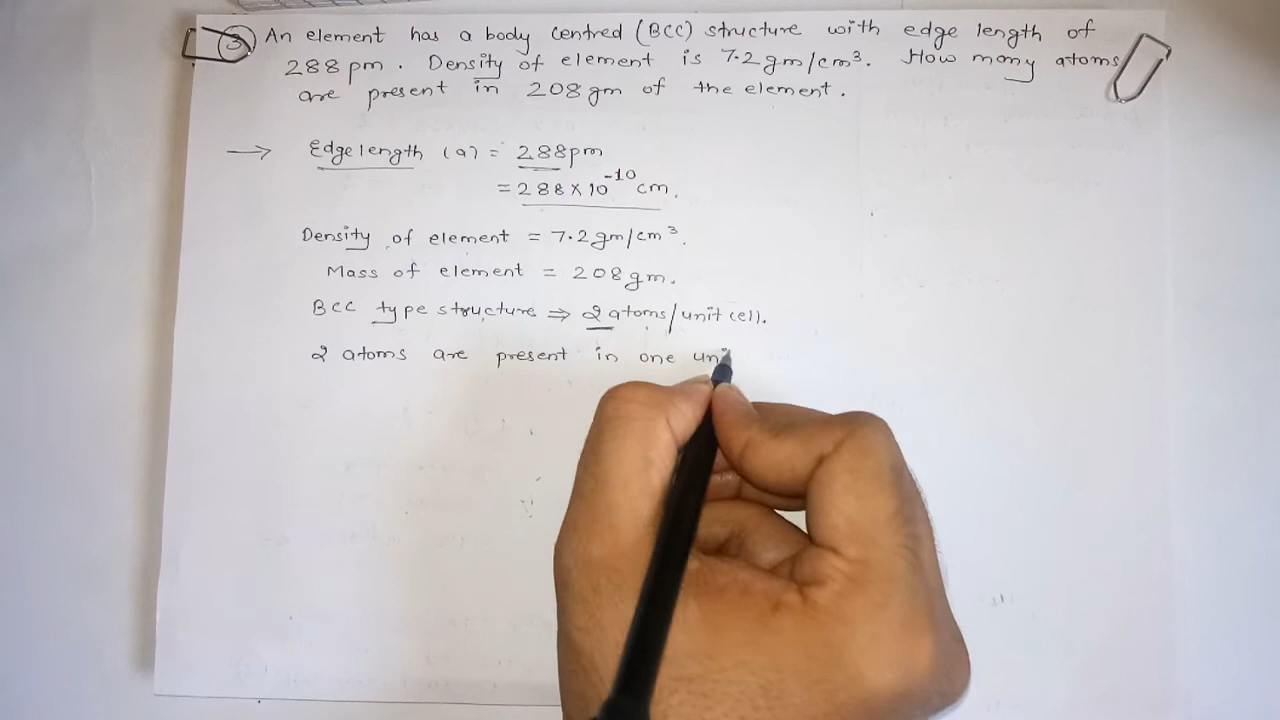 ③ An element has a body centred (BCC) structure with edge length of
288 pm. Density of element is 7.2 gm/cm³. How many atoms
are present in 208 gm of the element.
→ Edge length (a) = 288 pm
= 288 × 10⁻¹⁰ cm.
Density of element = 7.2 gm/cm³.
Mass of element = 208 gm.
BCC type structure ⇒ 2 atoms/unit cell.
2 atoms are present in one uni